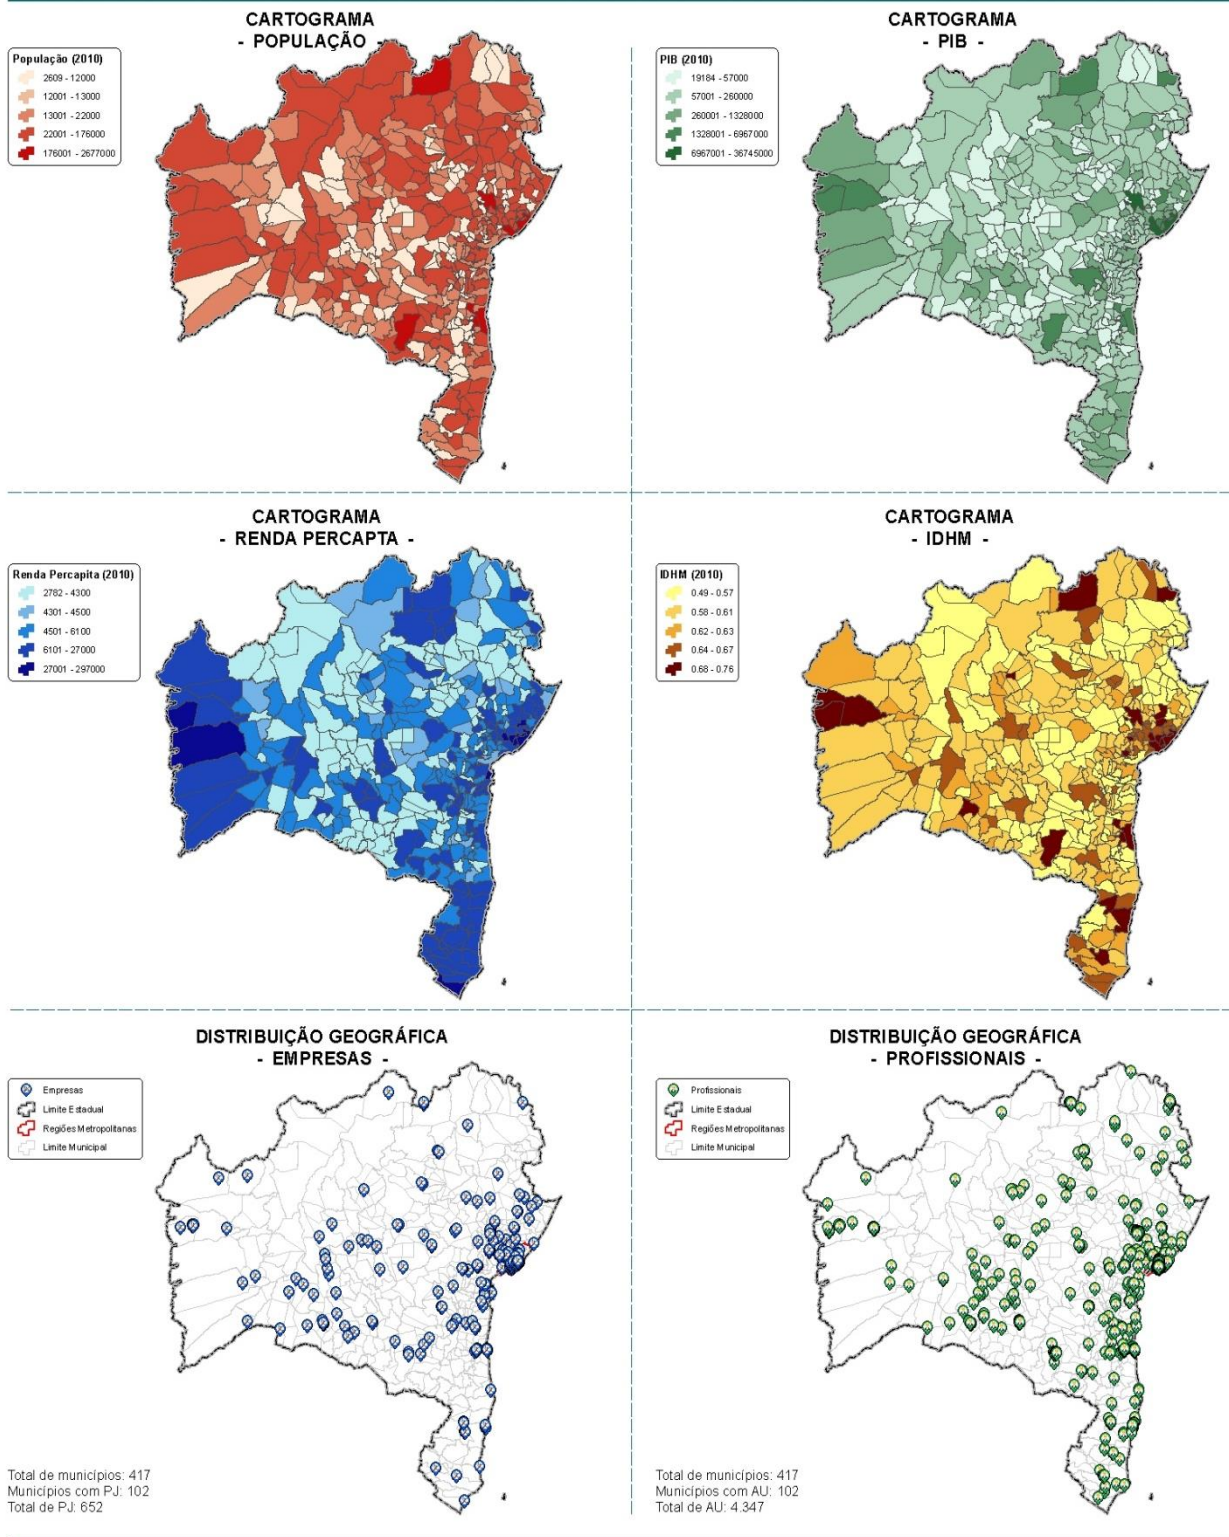 CARTOGRAMA
- POPULAÇÃO -
População (2010)
2609 - 12000
12001 - 13000
13001 - 22000
22001 - 176000
176001 - 2677000
CARTOGRAMA
- PIB -
PIB (2010)
19184 - 57000
57001 - 260000
260001 - 1328000
1328001 - 6967000
6967001 - 36745000
CARTOGRAMA
- RENDA PERCAPTA -
Renda Percapita (2010)
2782 - 4300
4301 - 4500
4501 - 6100
6101 - 27000
27001 - 297000
CARTOGRAMA
- IDHM -
IDHM (2010)
0.49 - 0.57
0.58 - 0.61
0.62 - 0.63
0.64 - 0.67
0.68 - 0.76
DISTRIBUIÇÃO GEOGRÁFICA
- EMPRESAS -
Empresas
Limite Estadual
Regiões Metropolitanas
Limite Municipal
Total de municípios: 417
Municípios com PJ: 102
Total de PJ: 652
DISTRIBUIÇÃO GEOGRÁFICA
- PROFISSIONAIS -
Profissionais
Limite Estadual
Regiões Metropolitanas
Limite Municipal
Total de municípios: 417
Municípios com AU: 102
Total de AU: 4.347